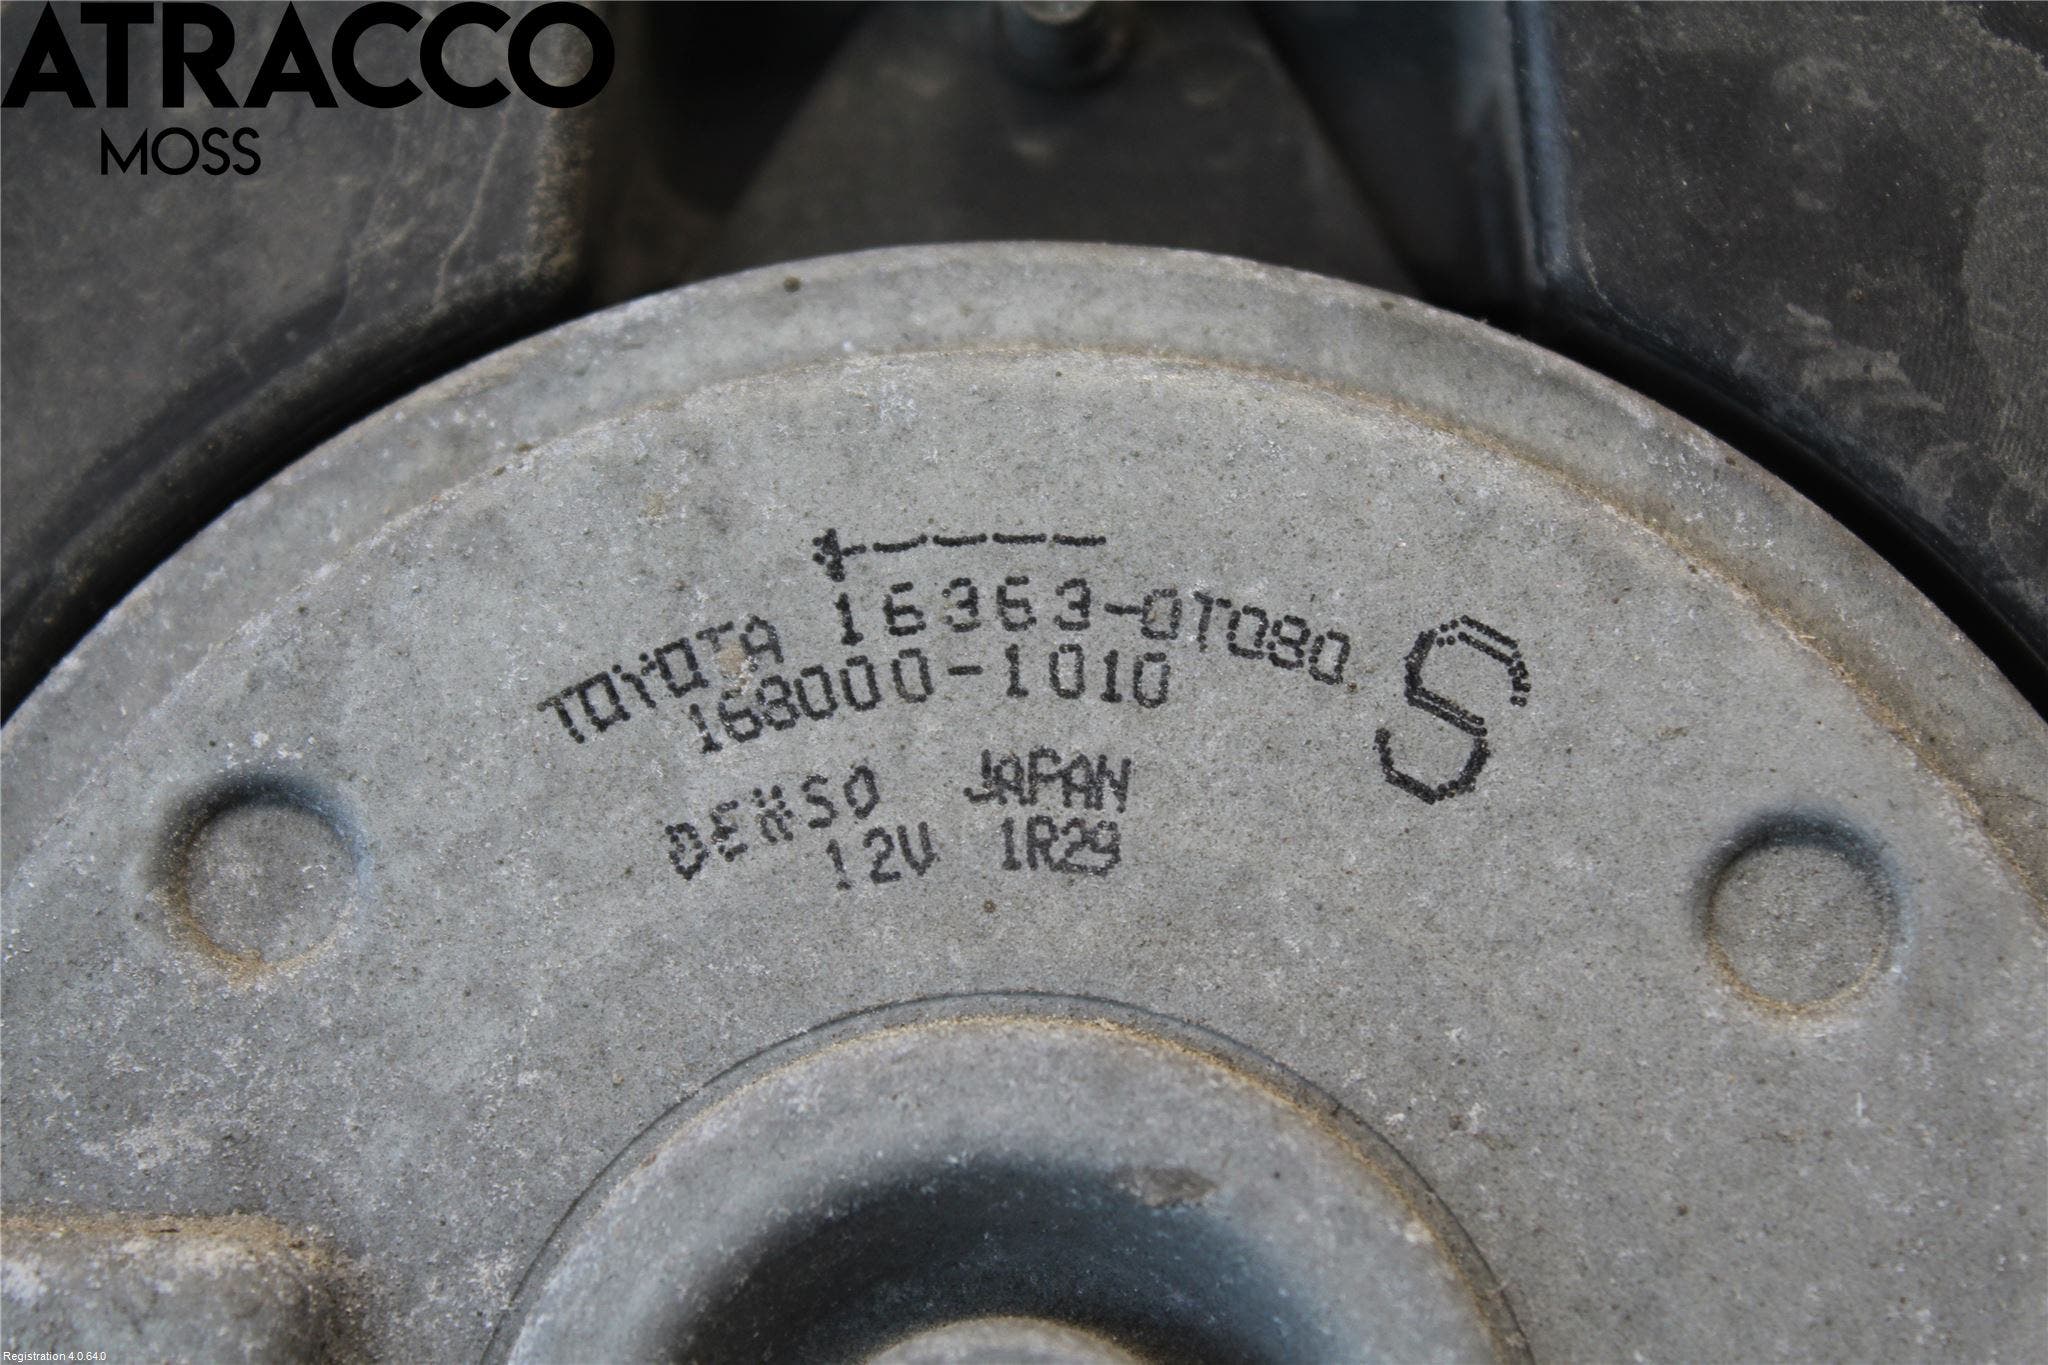 ATRACCO
MOSS
TOYOTA 16363-0T080
168000-1010
S
DENSO JAPAN
12V 1R29
Registration 4.0.64.0